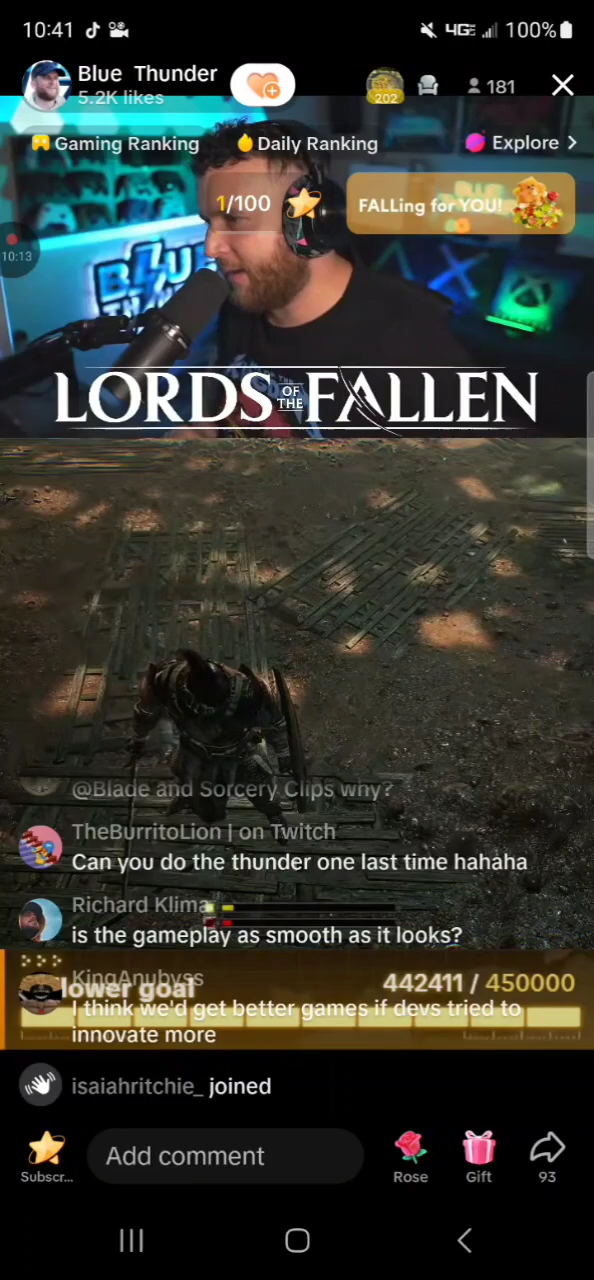 10:41
4GE 100%
Blue Thunder
5.2K likes
202
181
Gaming Ranking
Daily Ranking
Explore
1/100
FALLing for YOU!
10:13
BLUE
LORDS OF THE FALLEN
@Blade and Sorcery Clips why?
TheBurritoLion | on Twitch
Can you do the thunder one last time hahaha
Richard Klima
is the gameplay as smooth as it looks?
KingAnubyss
lower goal
442411 / 450000
I think we'd get better games if devs tried to
innovate more
isaiahritchie_ joined
Subscr...
Add comment
Rose
Gift
93